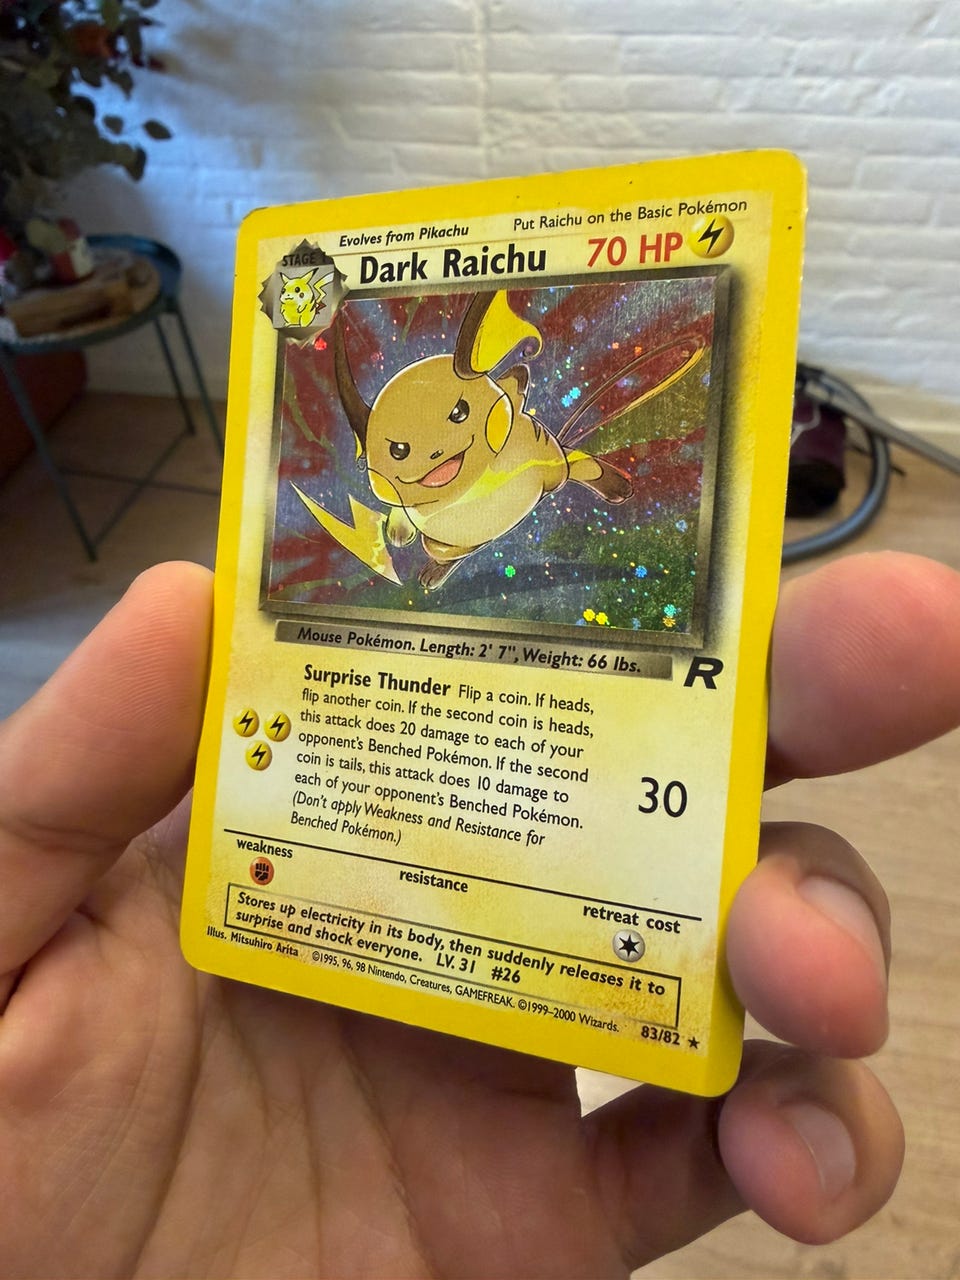 Evolves from Pikachu
Put Raichu on the Basic Pokémon
STAGE 1
Dark Raichu
70 HP
Mouse Pokémon. Length: 2' 7", Weight: 66 lbs.
R
Surprise Thunder Flip a coin. If heads,
flip another coin. If the second coin is heads,
this attack does 20 damage to each of your
opponent's Benched Pokémon. If the second
coin is tails, this attack does 10 damage to
each of your opponent's Benched Pokémon.
(Don't apply Weakness and Resistance for
Benched Pokémon.)
30
weakness
resistance
retreat cost
Stores up electricity in its body, then suddenly releases it to
surprise and shock everyone. LV. 31 #26
Illus. Mitsuhiro Arita
©1995, 96, 98 Nintendo, Creatures, GAMEFREAK. ©1999–2000 Wizards.
83/82 ★